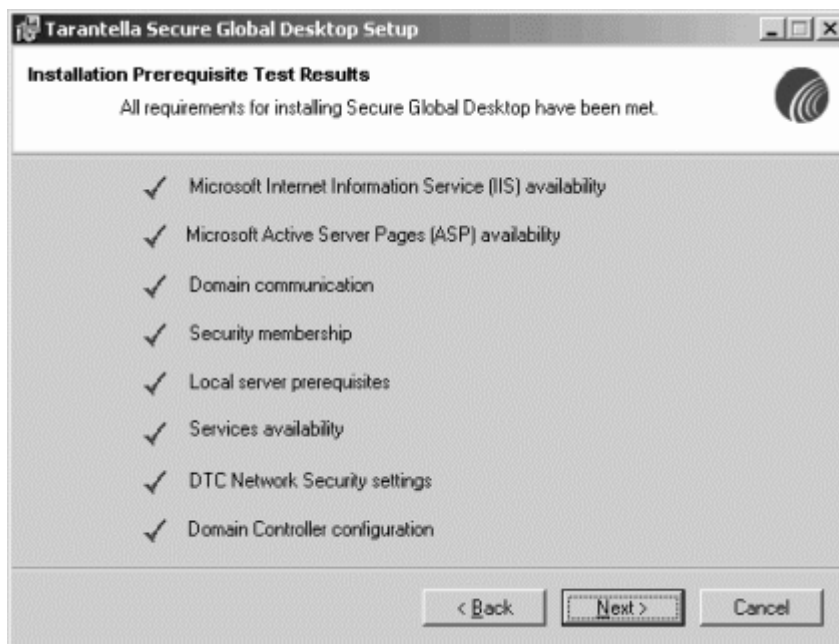 Tarantella Secure Global Desktop Setup
Installation Prerequisite Test Results
All requirements for installing Secure Global Desktop have been met.
Microsoft Internet Information Service (IIS) availability
Microsoft Active Server Pages (ASP) availability
Domain communication
Security membership
Local server prerequisites
Services availability
DTC Network Security settings
Domain Controller configuration
< Back Next > Cancel